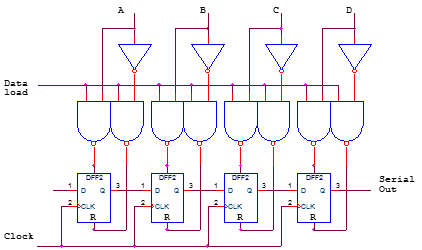 A B C D
Data
load
DFF2 DFF2 DFF2 DFF2
1 D Q 3 1 D Q 3 1 D Q 3 1 D Q 3
Serial
Out
2 CLK 2 CLK 2 CLK 2 CLK
R R R R
Clock